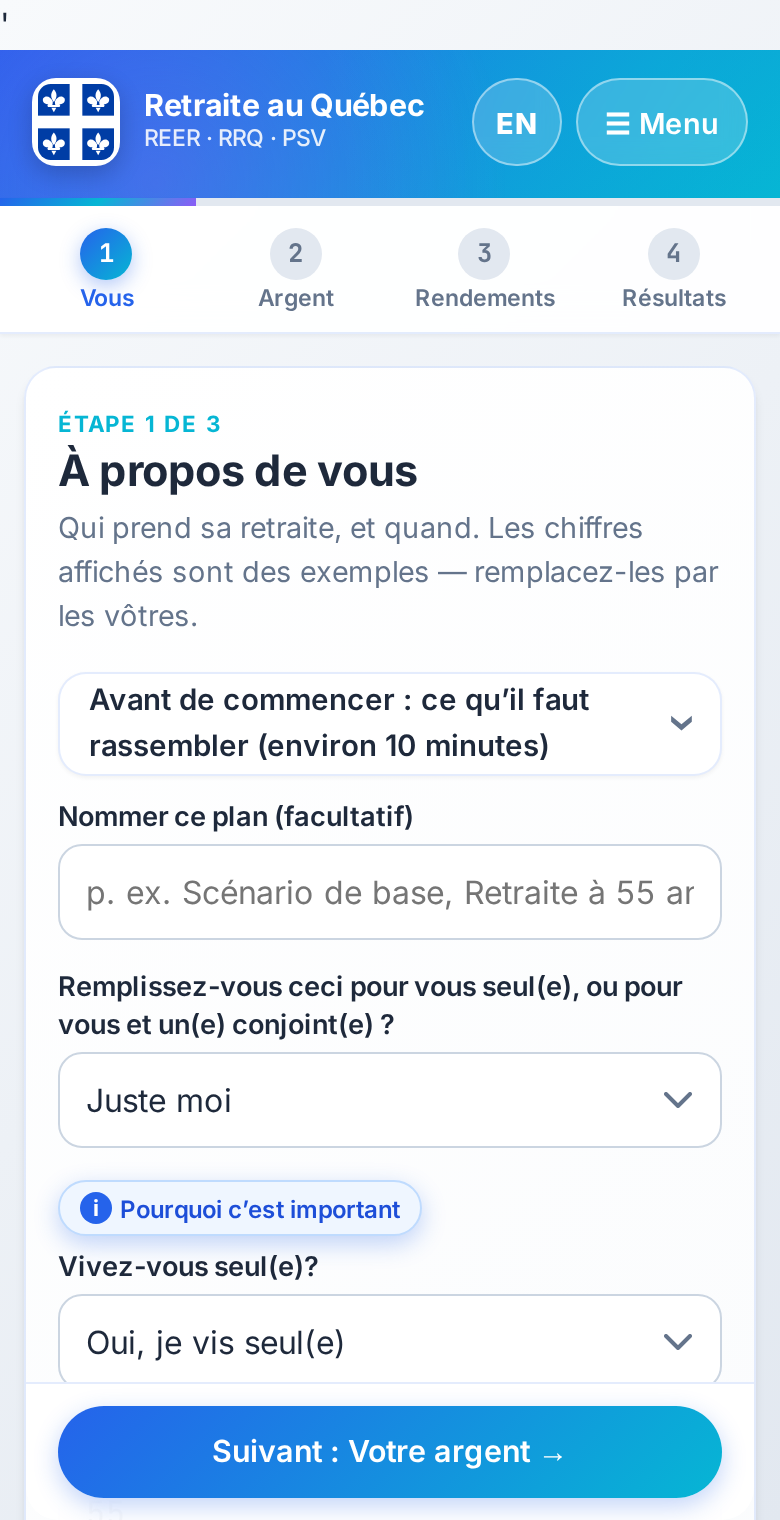 '
Retraite au Québec
REER · RRQ · PSV
EN
☰ Menu
1
Vous
2
Argent
3
Rendements
4
Résultats
ÉTAPE 1 DE 3
À propos de vous
Qui prend sa retraite, et quand. Les chiffres
affichés sont des exemples — remplacez-les par
les vôtres.
Avant de commencer : ce qu’il faut
rassembler (environ 10 minutes)
Nommer ce plan (facultatif)
p. ex. Scénario de base, Retraite à 55 ar
Remplissez-vous ceci pour vous seul(e), ou pour
vous et un(e) conjoint(e) ?
Juste moi
i Pourquoi c’est important
Vivez-vous seul(e)?
Oui, je vis seul(e)
Suivant : Votre argent →